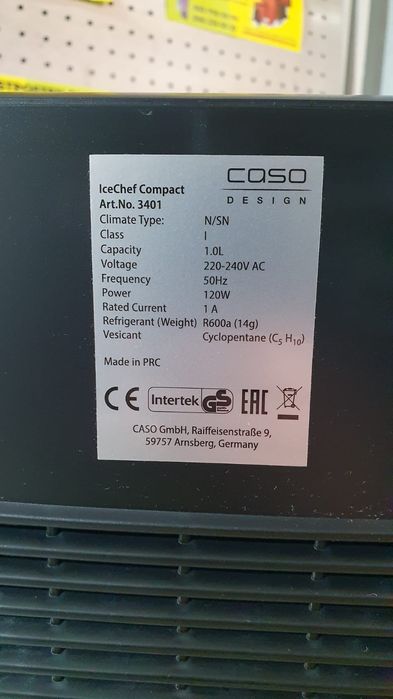 caso
DESIGN
IceChef Compact
Art.No. 3401
Climate Type: N/SN
Class I
Capacity 1.0L
Voltage 220-240V AC
Frequency 50Hz
Power 120W
Rated Current 1 A
Refrigerant (Weight) R600a (14g)
Vesicant Cyclopentane (C₅ H₁₀)
Made in PRC
CE Intertek GS EAC
CASO GmbH, Raiffeisenstraße 9,
59757 Arnsberg, Germany